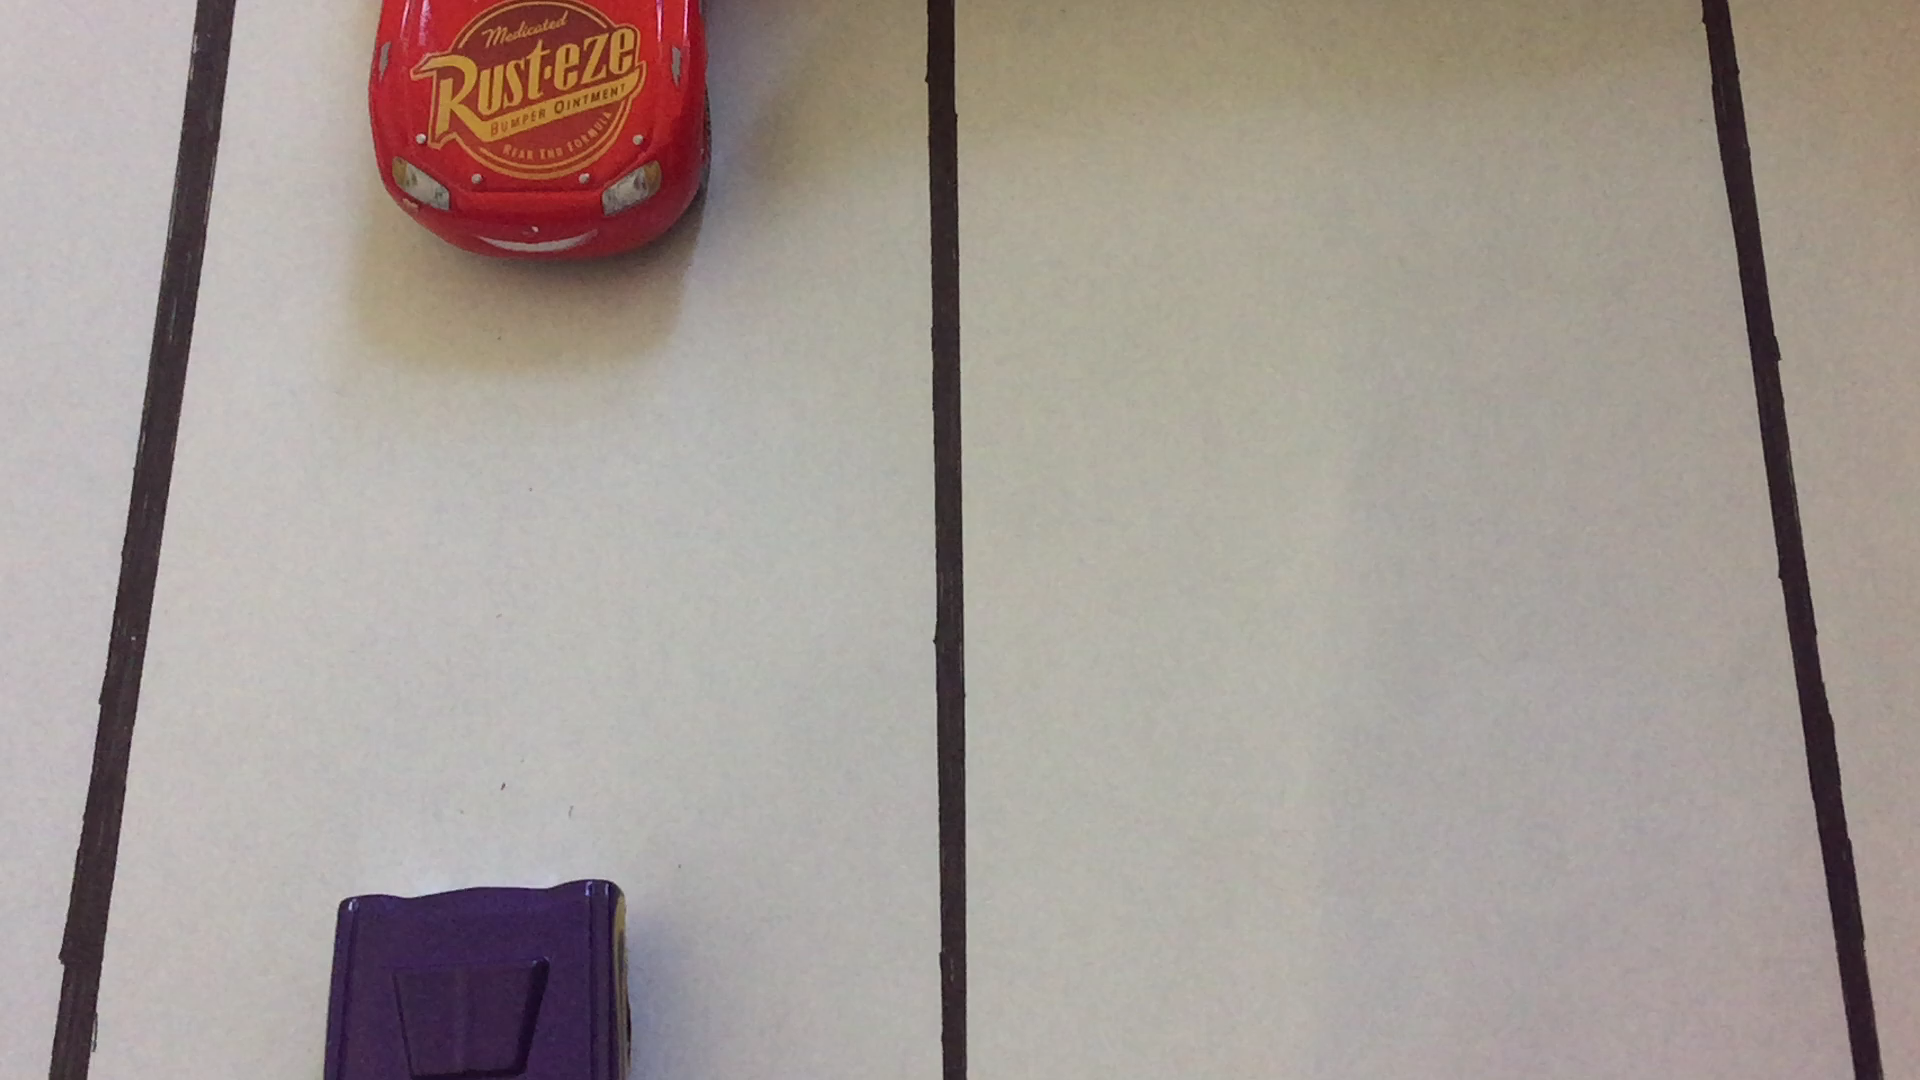 Medicated
Rust-eze
BUMPER OINTMENT
REAR END FORMULA